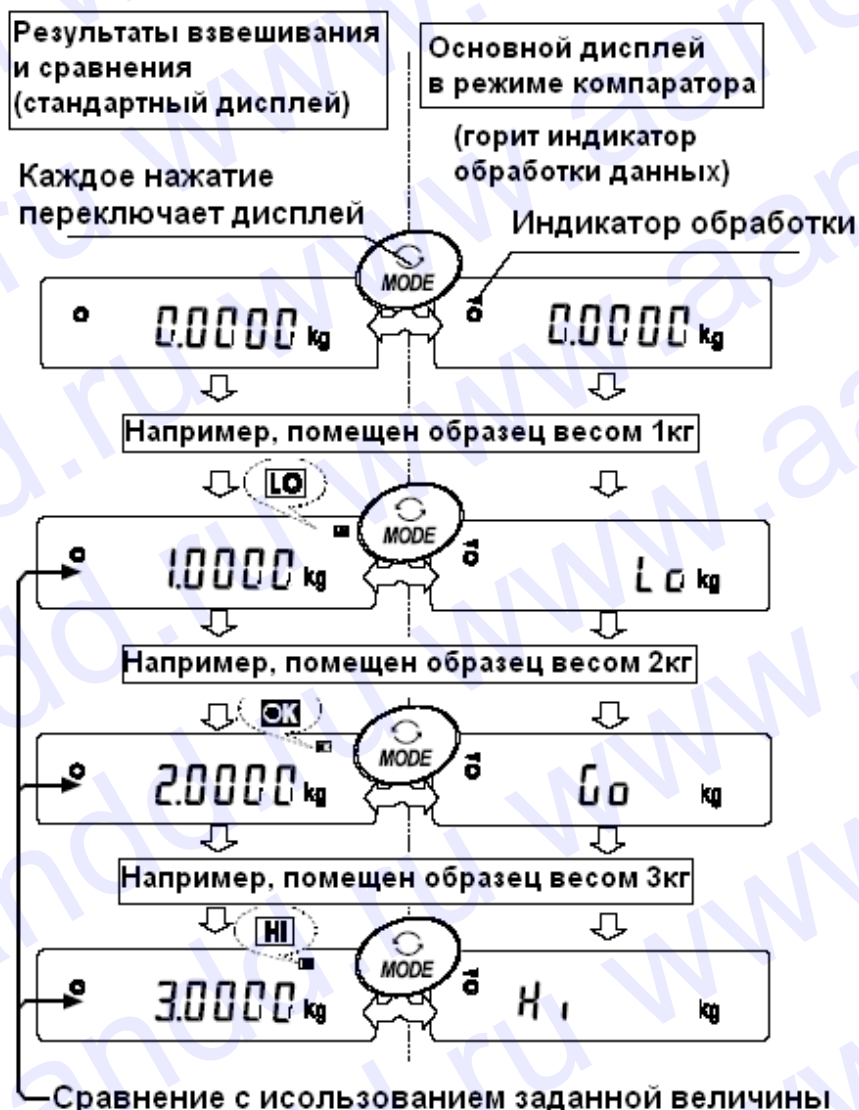 Результаты взвешивания
и сравнения
(стандартный дисплей)
Основной дисплей
в режиме компаратора
(горит индикатор
обработки данных)
Каждое нажатие
переключает дисплей
Индикатор обработки
MODE
0.0000 kg
0.0000 kg
Например, помещен образец весом 1кг
LO
MODE
1.0000 kg
Lo kg
Например, помещен образец весом 2кг
OK
MODE
2.0000 kg
Go kg
Например, помещен образец весом 3кг
HI
MODE
3.0000 kg
Hi kg
Сравнение с исользованием заданной величины